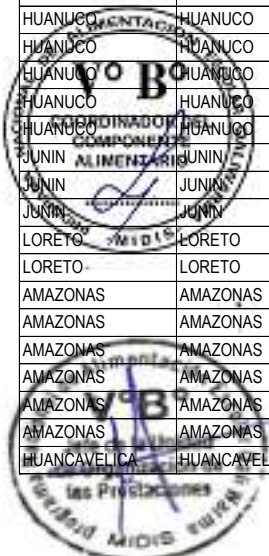 HUANUCO HUANUCO
HUANUCO HUANUCO
HUANUCO HUANUCO
HUANUCO HUANUCO
HUANUCO HUANUCO
JUNIN JUNIN
JUNIN JUNIN
JUNIN JUNIN
LORETO LORETO
LORETO LORETO
AMAZONAS AMAZONAS
AMAZONAS AMAZONAS
AMAZONAS AMAZONAS
AMAZONAS AMAZONAS
AMAZONAS AMAZONAS
AMAZONAS AMAZONAS
HUANCAVELICA HUANCAVEL
V° B°
COORDINADOR DEL
COMPONENTE
ALIMENTARIO
MIDIS
V° B°
las Prestaciones
MIDIS